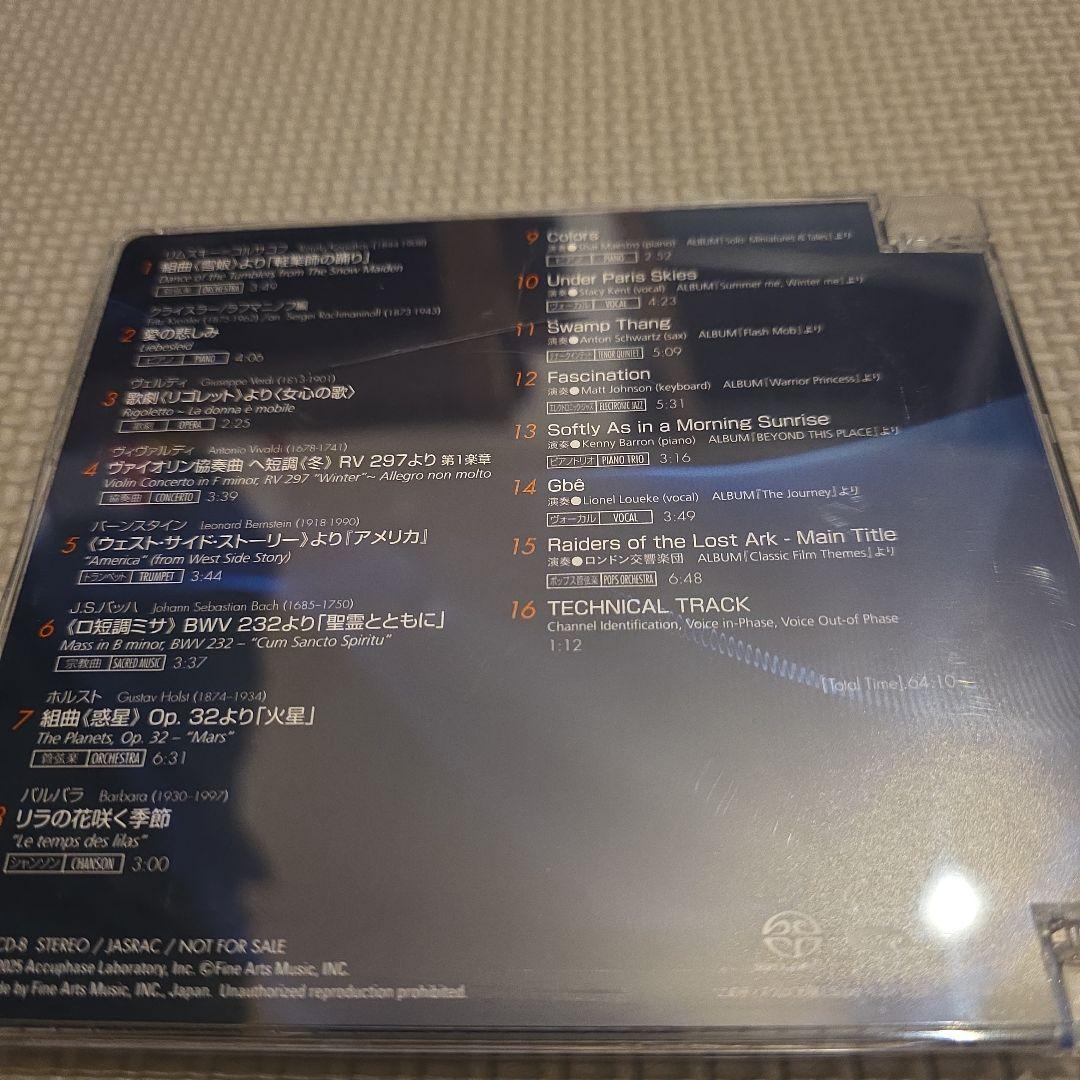 リムスキー=コルサコフ Rimsky-Korsakov (1844-1908)
1 組曲《雪娘》より「軽業師の踊り」
Dance of the Tumblers from The Snow Maiden
管弦楽 ORCHESTRA 3:49
クライスラー/ラフマニノフ編
Fritz Kreisler (1875-1962)/arr. Sergei Rachmaninoff (1873-1943)
2 愛の悲しみ
Liebesleid
ピアノ PIANO 4:06
ヴェルディ Giuseppe Verdi (1813-1901)
3 歌劇《リゴレット》より〈女心の歌〉
Rigoletto ~ La donna è mobile
歌劇 OPERA 2:25
ヴィヴァルディ Antonio Vivaldi (1678-1741)
4 ヴァイオリン協奏曲 ヘ短調《冬》 RV 297より 第1楽章
Violin Concerto in F minor, RV 297 "Winter"~ Allegro non molto
協奏曲 CONCERTO 3:39
バーンスタイン Leonard Bernstein (1918-1990)
5 《ウェスト・サイド・ストーリー》より『アメリカ』
"America" (from West Side Story)
トランペット TRUMPET 3:44
J.S.バッハ Johann Sebastian Bach (1685-1750)
6 《ロ短調ミサ》 BWV 232より「聖霊とともに」
Mass in B minor, BWV 232 – "Cum Sancto Spiritu"
宗教曲 SACRED MUSIC 3:37
ホルスト Gustav Holst (1874-1934)
7 組曲《惑星》 Op. 32より「火星」
The Planets, Op. 32 – "Mars"
管弦楽 ORCHESTRA 6:31
バルバラ Barbara (1930-1997)
8 リラの花咲く季節
"Le temps des lilas"
シャンソン CHANSON 3:00
9 Colors
演奏●Shai Maestro (piano) ALBUM『Solo: Miniatures & Tales』より
ピアノ PIANO 2:52
10 Under Paris Skies
演奏●Stacy Kent (vocal) ALBUM『Summer me, Winter me』より
ヴォーカル VOCAL 4:23
11 Swamp Thang
演奏●Anton Schwartz (sax) ALBUM『Flash Mob』より
テナークインテット TENOR QUINTET 5:09
12 Fascination
演奏●Matt Johnson (keyboard) ALBUM『Warrior Princess』より
エレクトロニックジャズ ELECTRONIC JAZZ 5:31
13 Softly As in a Morning Sunrise
演奏●Kenny Barron (piano) ALBUM『BEYOND THIS PLACE』より
ピアノトリオ PIANO TRIO 3:16
14 Gbê
演奏●Lionel Loueke (vocal) ALBUM『The Journey』より
ヴォーカル VOCAL 3:49
15 Raiders of the Lost Ark - Main Title
演奏●ロンドン交響楽団 ALBUM『Classic Film Themes』より
ポップス管弦楽 POPS ORCHESTRA 6:48
16 TECHNICAL TRACK
Channel Identification, Voice in-Phase, Voice Out-of Phase
1:12
[Total Time] 64:10
CD-8 STEREO / JASRAC / NOT FOR SALE
2025 Accuphase Laboratory, Inc. ©Fine Arts Music, INC.
de by Fine Arts Music, INC., Japan. Unauthorized reproduction prohibited.